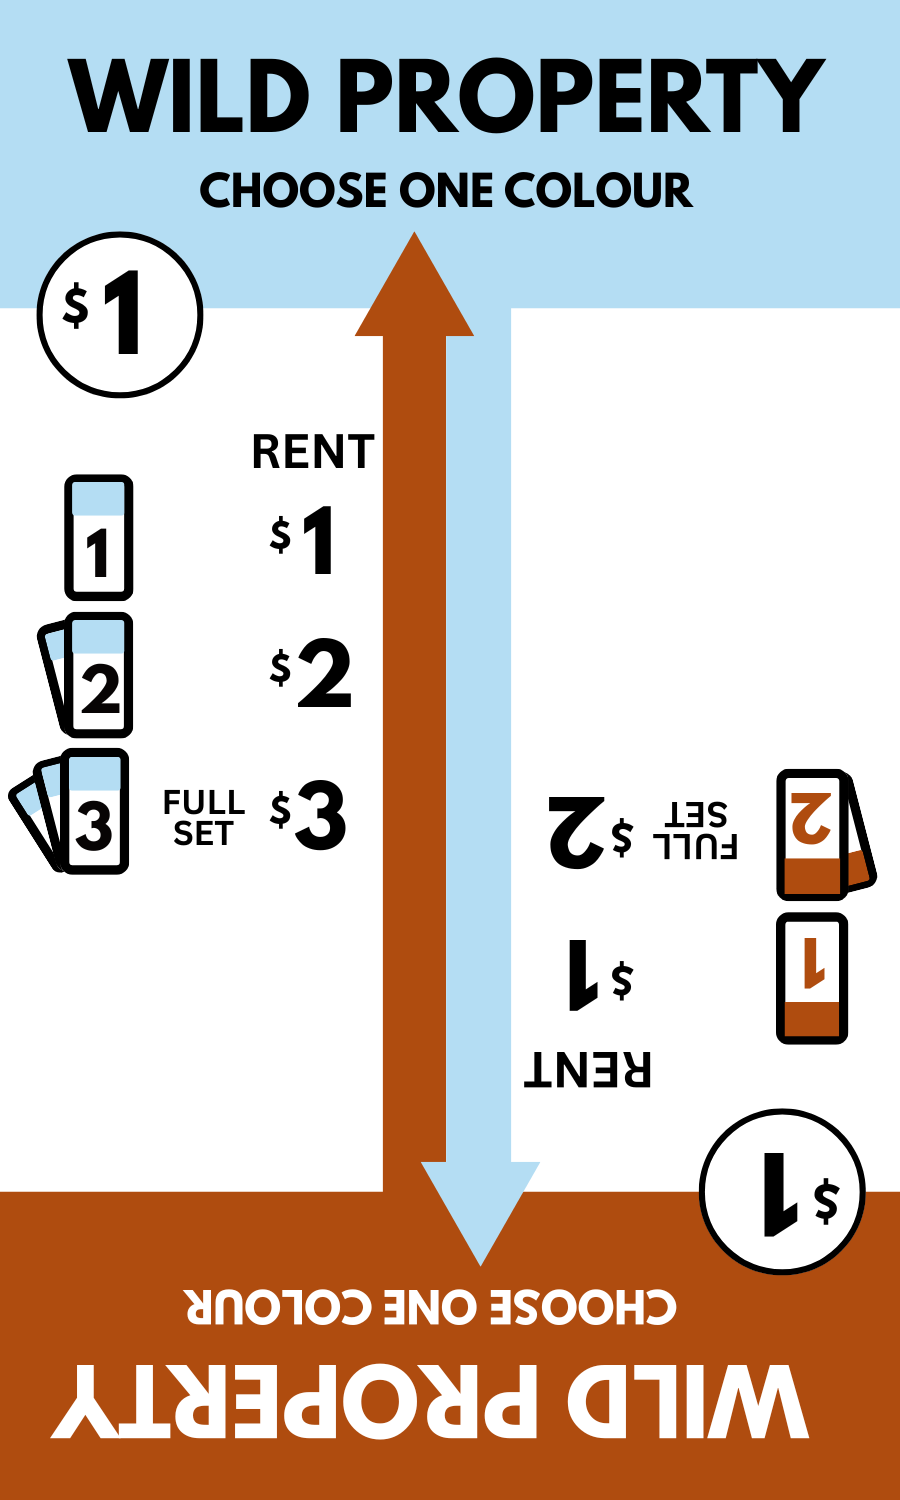 WILD PROPERTY
CHOOSE ONE COLOUR
$1
RENT
1 $1
2 $2
3 FULL SET $3
WILD PROPERTY
CHOOSE ONE COLOUR
$1
RENT
1 $1
2 FULL SET $2